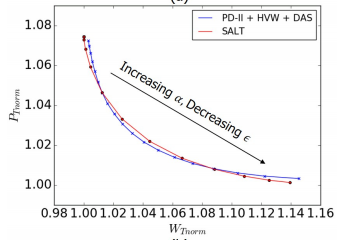 1.08
1.06
1.04
1.02
1.00
P_Tnorm
PD-II + HVW + DAS
SALT
Increasing α, Decreasing ϵ
0.98 1.00 1.02 1.04 1.06 1.08 1.10 1.12 1.14 1.16
W_Tnorm